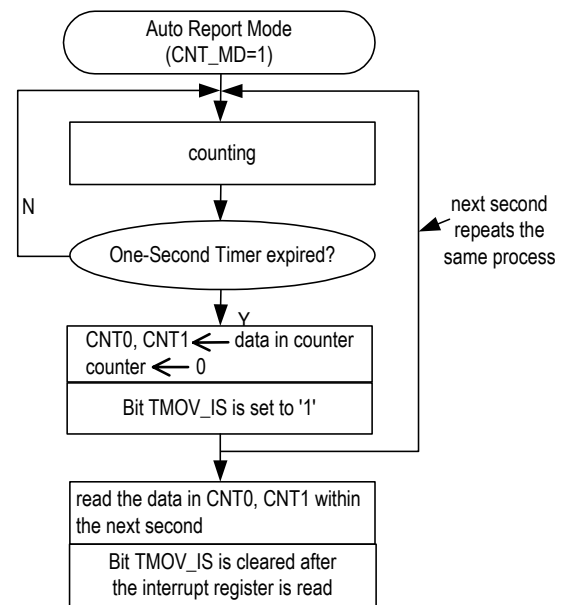 Auto Report Mode
(CNT_MD=1)
counting
N
next second
repeats the
same process
One-Second Timer expired?
Y
CNT0, CNT1 ← data in counter
counter ← 0
Bit TMOV_IS is set to '1'
read the data in CNT0, CNT1 within
the next second
Bit TMOV_IS is cleared after
the interrupt register is read